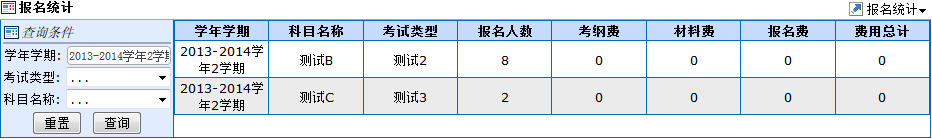 报名统计 报名统计
查询条件
学年学期: 2013-2014学年2学期
考试类型: ...
科目名称: ...
重置 查询
学年学期 科目名称 考试类型 报名人数 考纲费 材料费 报名费 费用总计
2013-2014学
年2学期 测试B 测试2 8 0 0 0 0
2013-2014学
年2学期 测试C 测试3 2 0 0 0 0